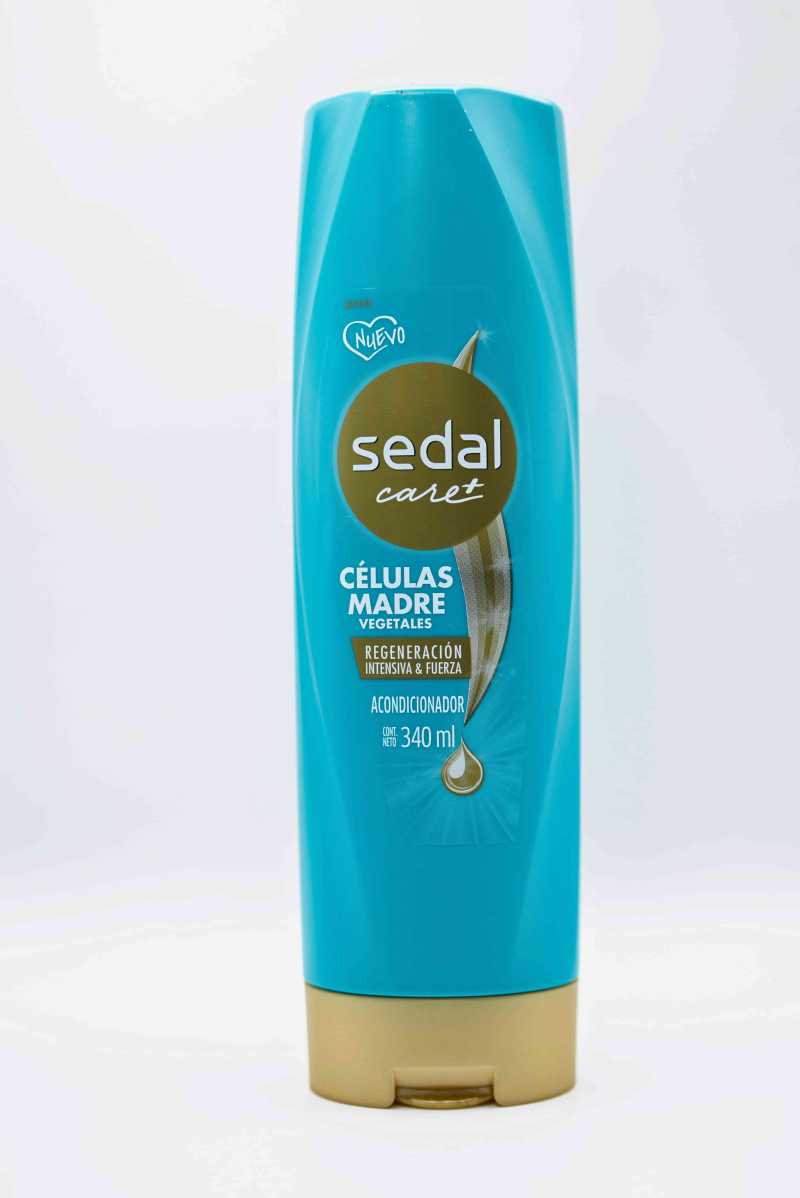 NUEVO
sedal
care+
CÉLULAS
MADRE
VEGETALES
REGENERACIÓN
INTENSIVA & FUERZA
ACONDICIONADOR
CONT.
NETO 340 ml